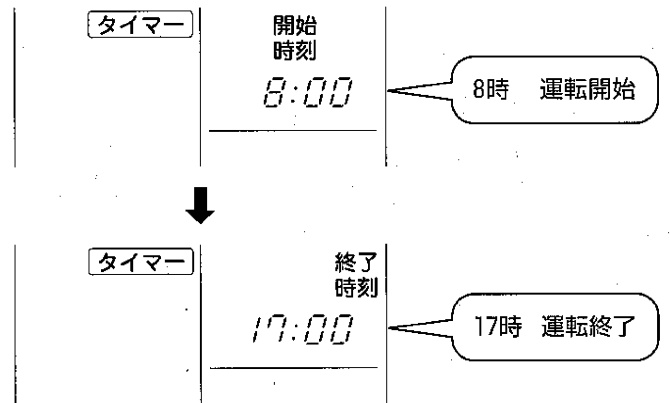 タイマー
開始
時刻
8:00
8時 運転開始
タイマー
終了
時刻
17:00
17時 運転終了